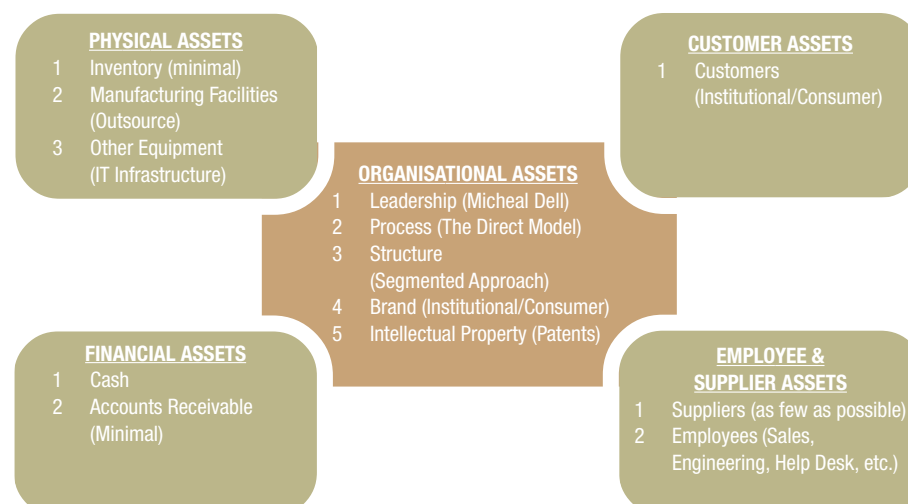 PHYSICAL ASSETS
1 Inventory (minimal)
2 Manufacturing Facilities
(Outsource)
3 Other Equipment
(IT Infrastructure)
CUSTOMER ASSETS
1 Customers
(Institutional/Consumer)
ORGANISATIONAL ASSETS
1 Leadership (Micheal Dell)
2 Process (The Direct Model)
3 Structure
(Segmented Approach)
4 Brand (Institutional/Consumer)
5 Intellectual Property (Patents)
FINANCIAL ASSETS
1 Cash
2 Accounts Receivable
(Minimal)
EMPLOYEE &
SUPPLIER ASSETS
1 Suppliers (as few as possible)
2 Employees (Sales,
Engineering, Help Desk, etc.)